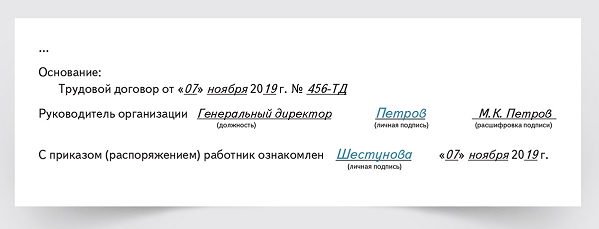 ...
Основание:
Трудовой договор от «07» ноября 2019 г. № 456-ТД
Руководитель организации Генеральный директор Петров М.К. Петров
(должность) (личная подпись) (расшифровка подписи)
С приказом (распоряжением) работник ознакомлен Шестунова «07» ноября 2019 г.
(личная подпись)